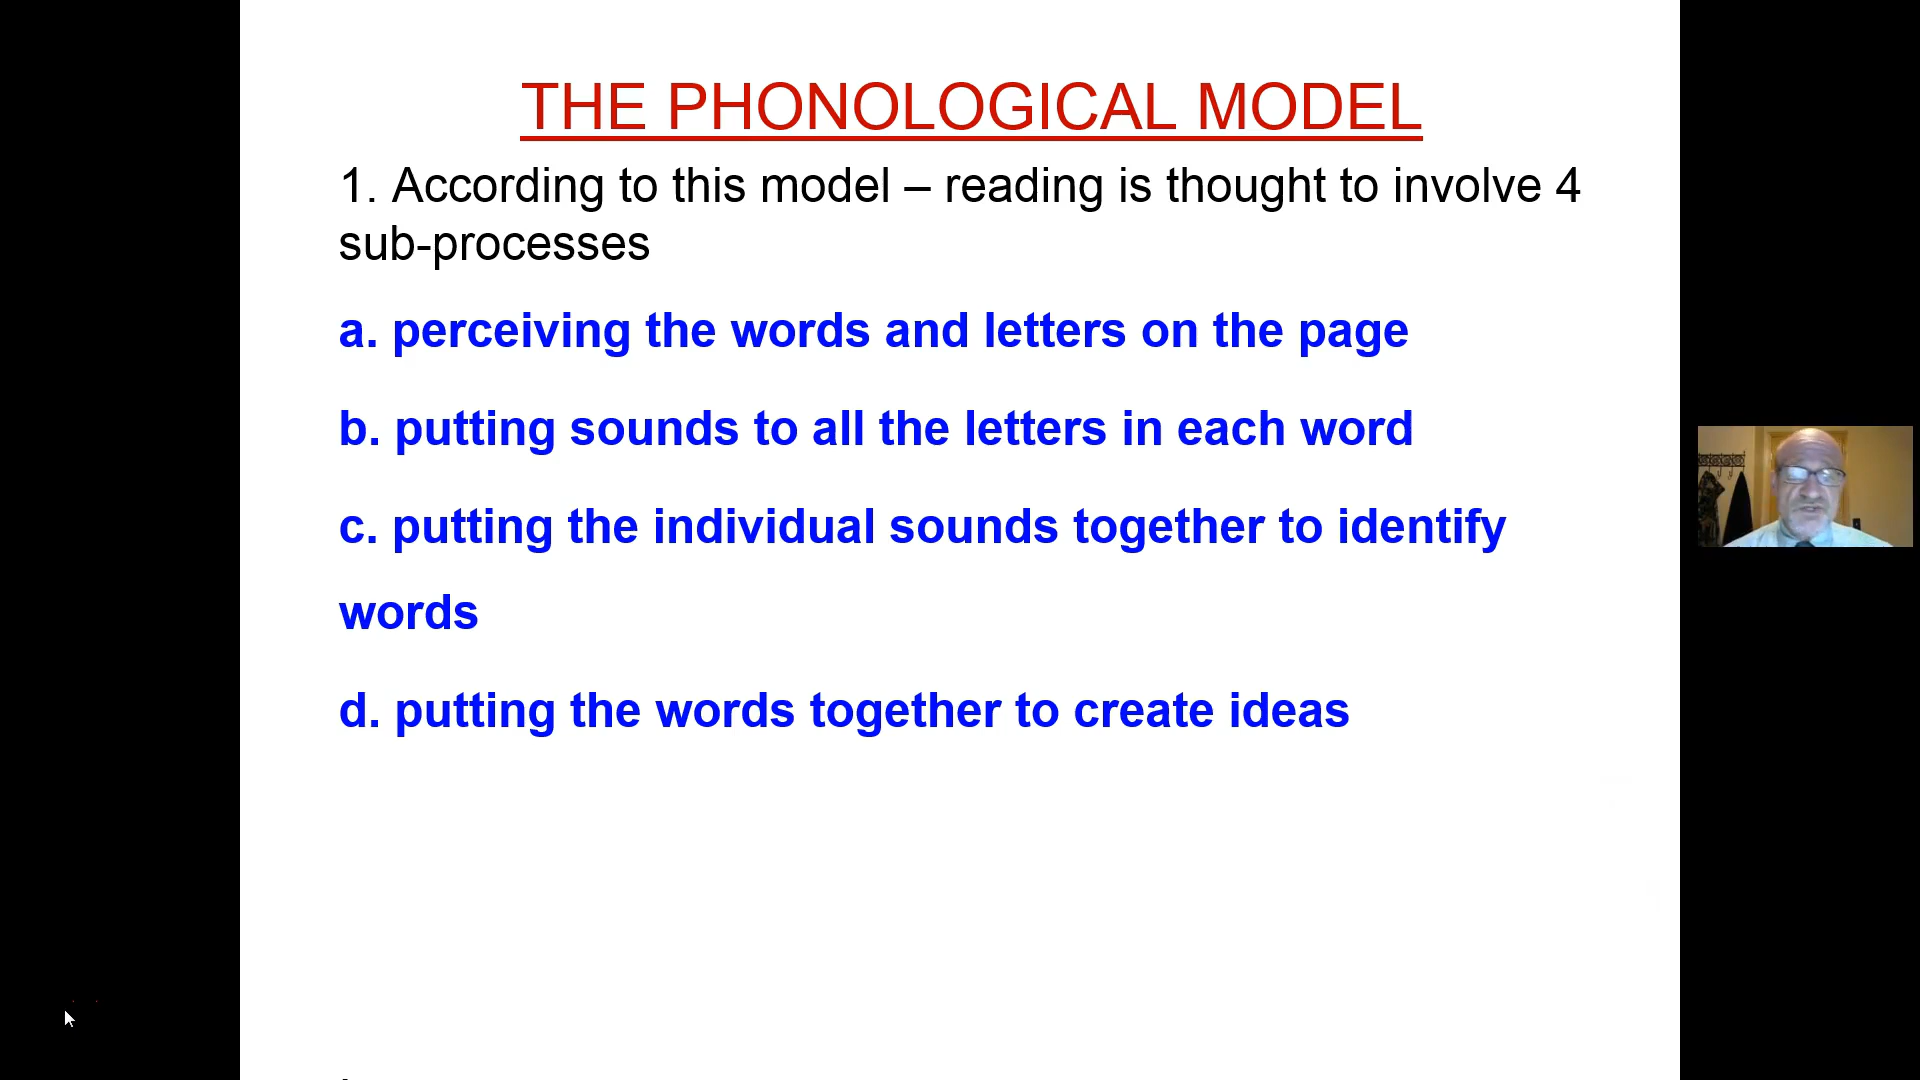 THE PHONOLOGICAL MODEL
1. According to this model – reading is thought to involve 4
sub-processes
a. perceiving the words and letters on the page
b. putting sounds to all the letters in each word
c. putting the individual sounds together to identify
words
d. putting the words together to create ideas